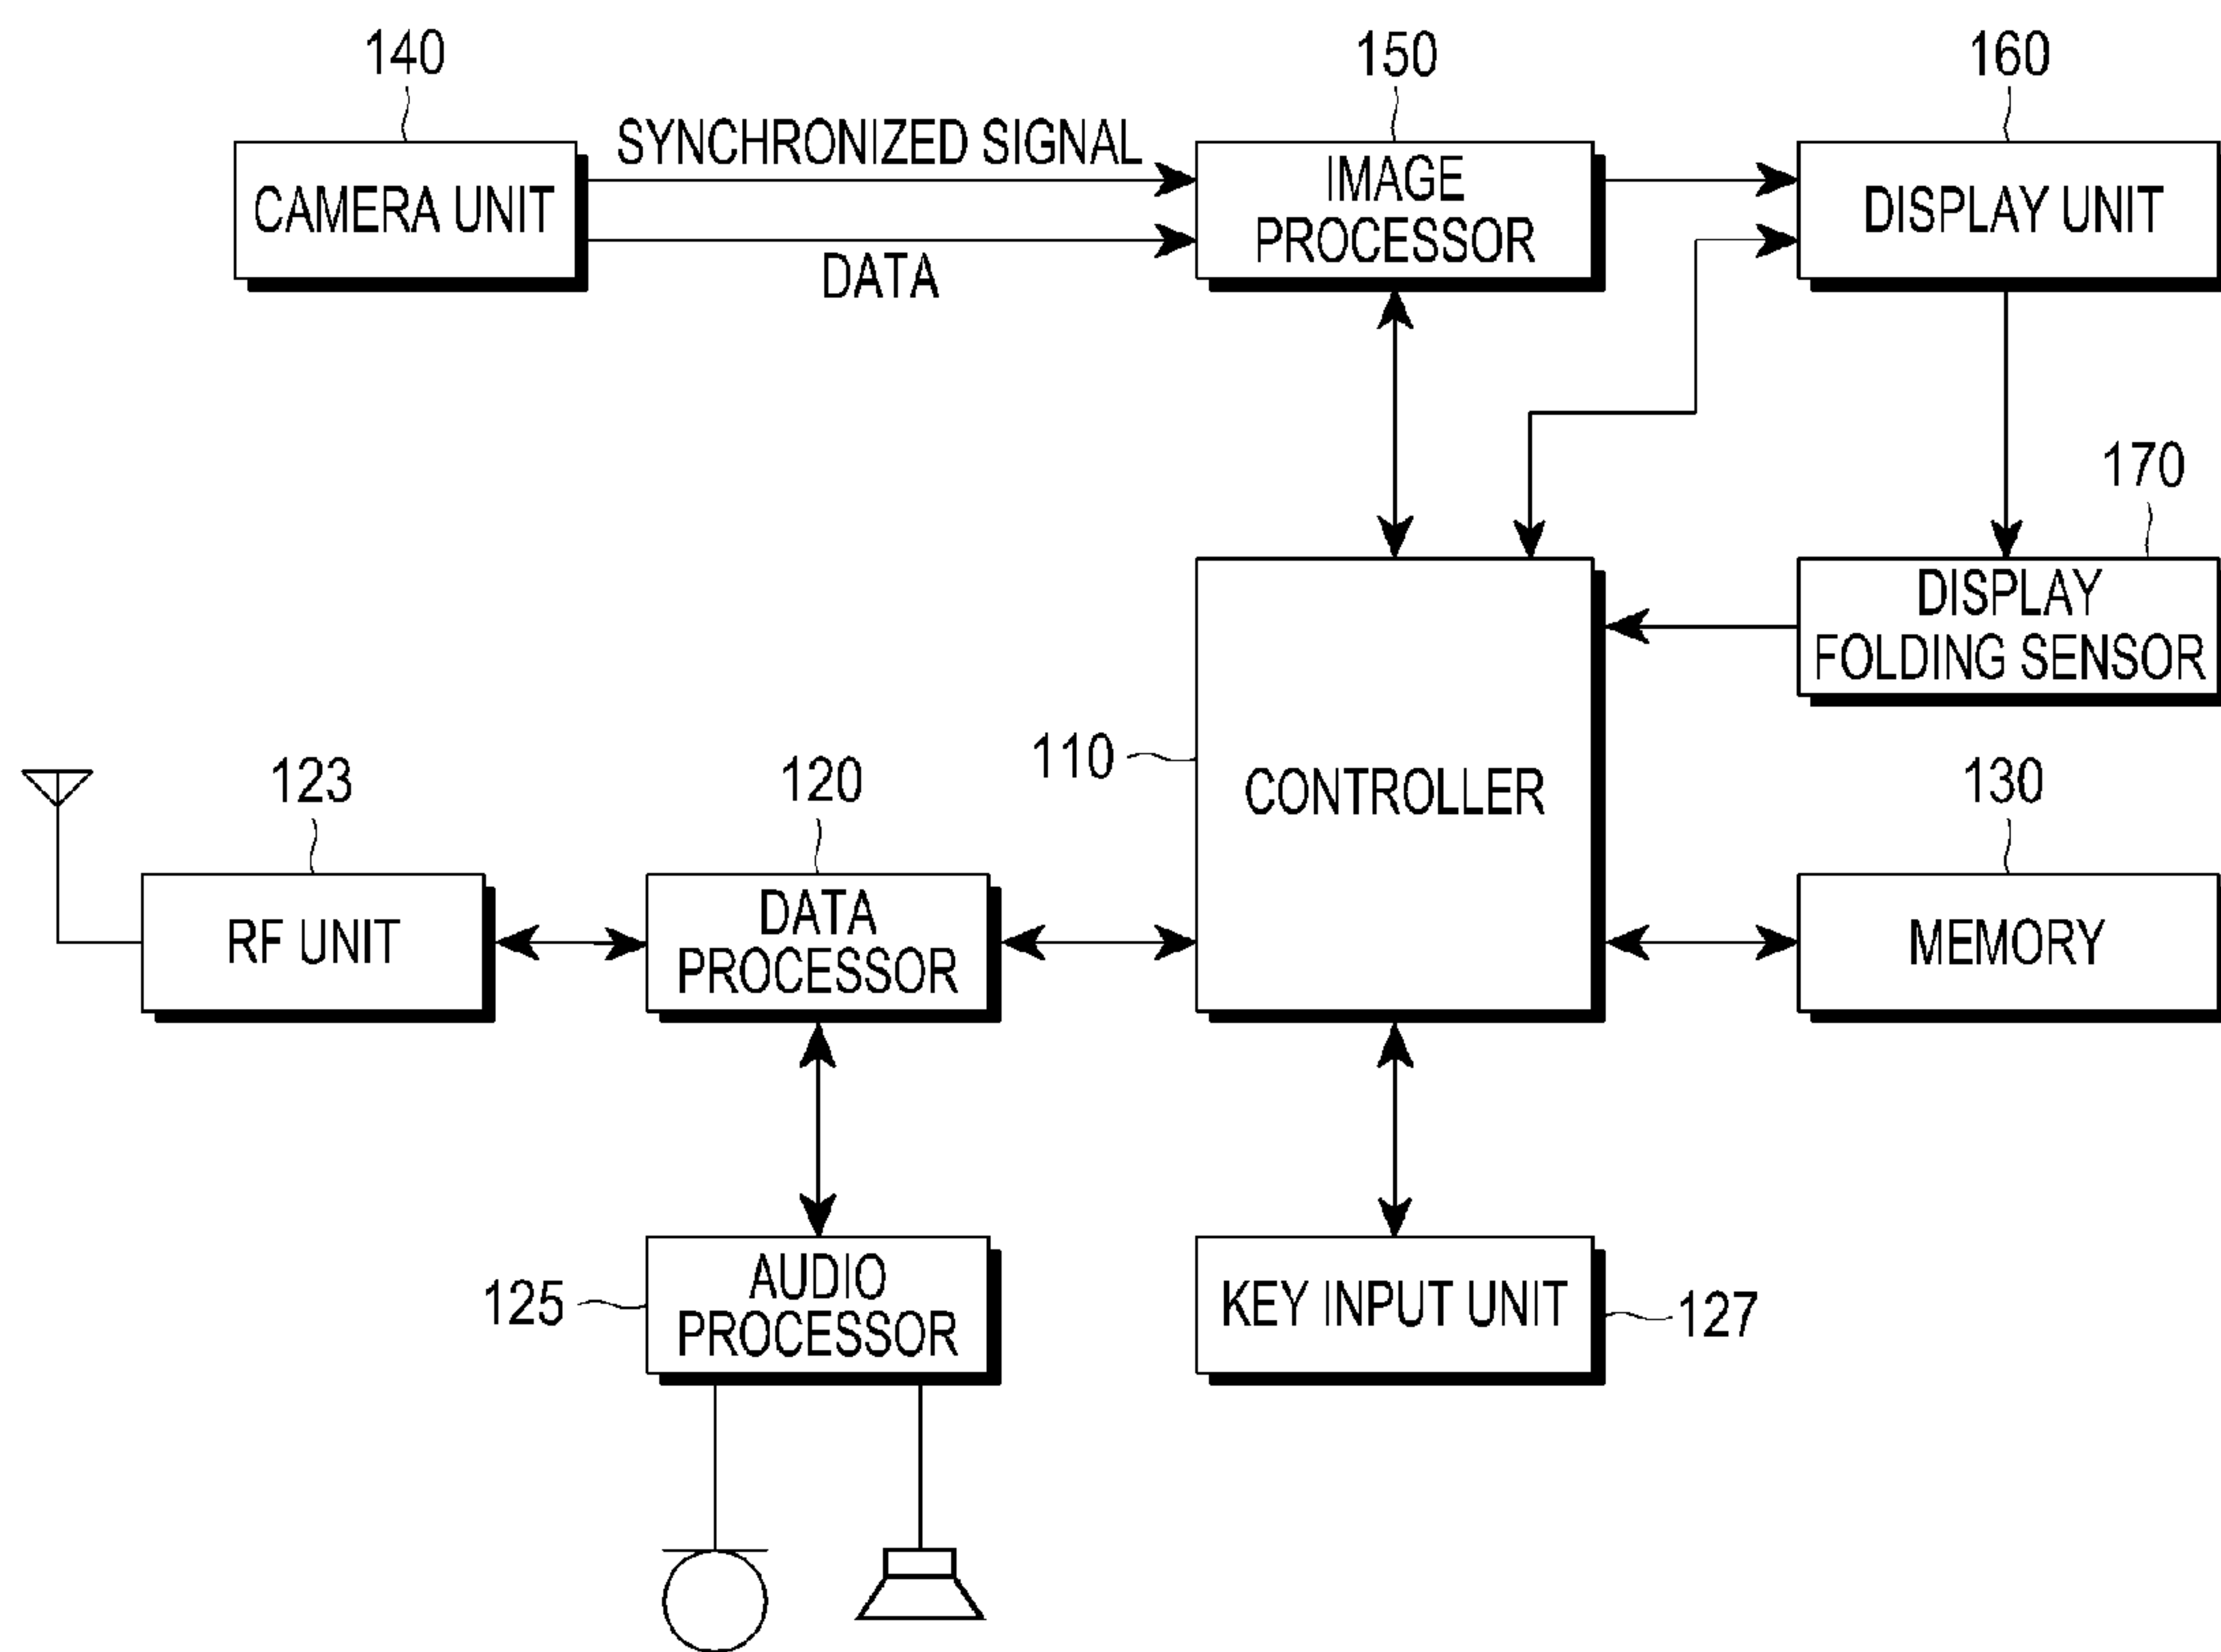 140
150
160
SYNCHRONIZED SIGNAL
CAMERA UNIT
IMAGE
PROCESSOR
DISPLAY UNIT
DATA
170
DISPLAY
FOLDING SENSOR
110
CONTROLLER
123
120
130
RF UNIT
DATA
PROCESSOR
MEMORY
125
AUDIO
PROCESSOR
KEY INPUT UNIT
127